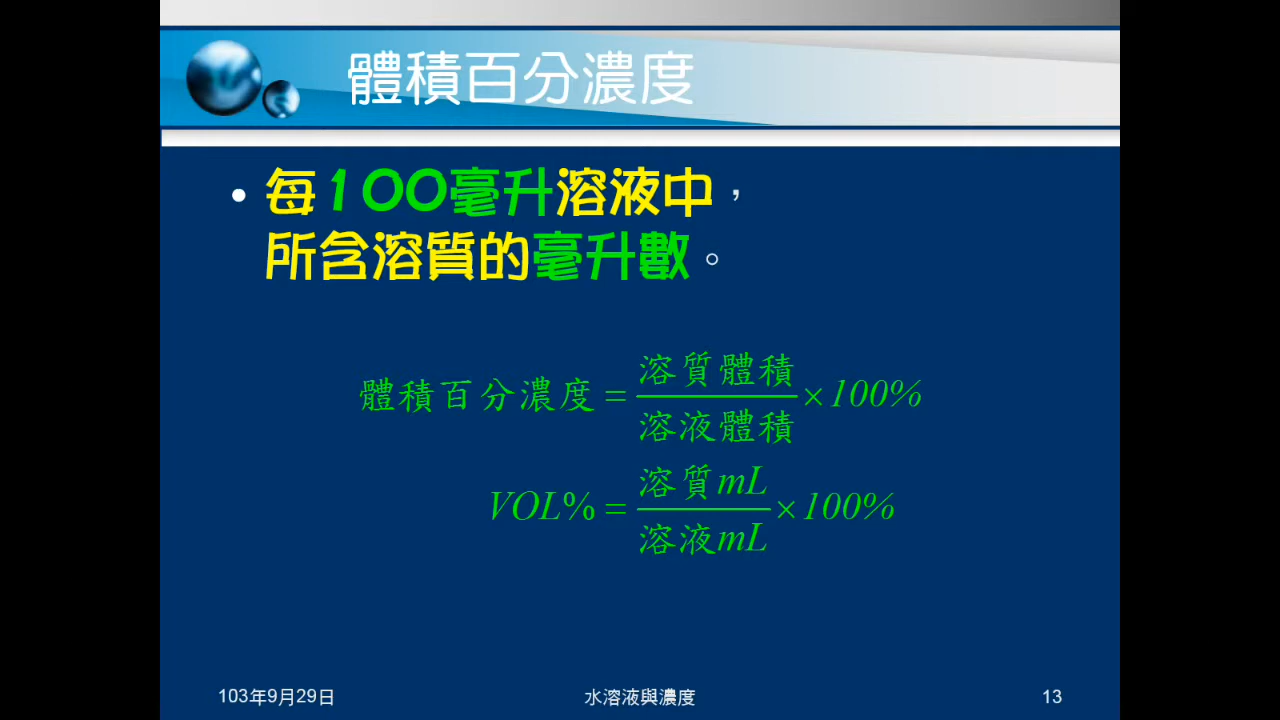 體積百分濃度
• 每100毫升溶液中，
所含溶質的毫升數。
體積百分濃度 = 溶質體積 / 溶液體積 × 100%
VOL% = 溶質mL / 溶液mL × 100%
103年9月29日
水溶液與濃度
13